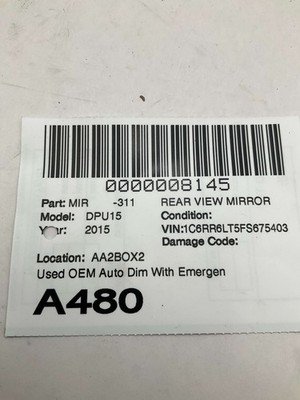 0000008145
Part: MIR -311 REAR VIEW MIRROR
Model: DPU15 Condition:
Year: 2015 VIN:1C6RR6LT5FS675403
Damage Code:
Location: AA2BOX2
Used OEM Auto Dim With Emergen
A480